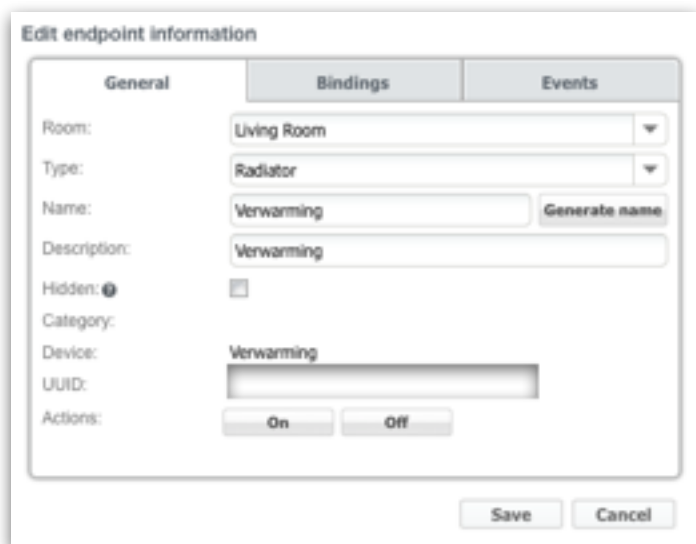 Edit endpoint information
General Bindings Events
Room: Living Room
Type: Radiator
Name: Verwarming Generate name
Description: Verwarming
Hidden: ?
Category:
Device: Verwarming
UUID:
Actions: On Off
Save Cancel